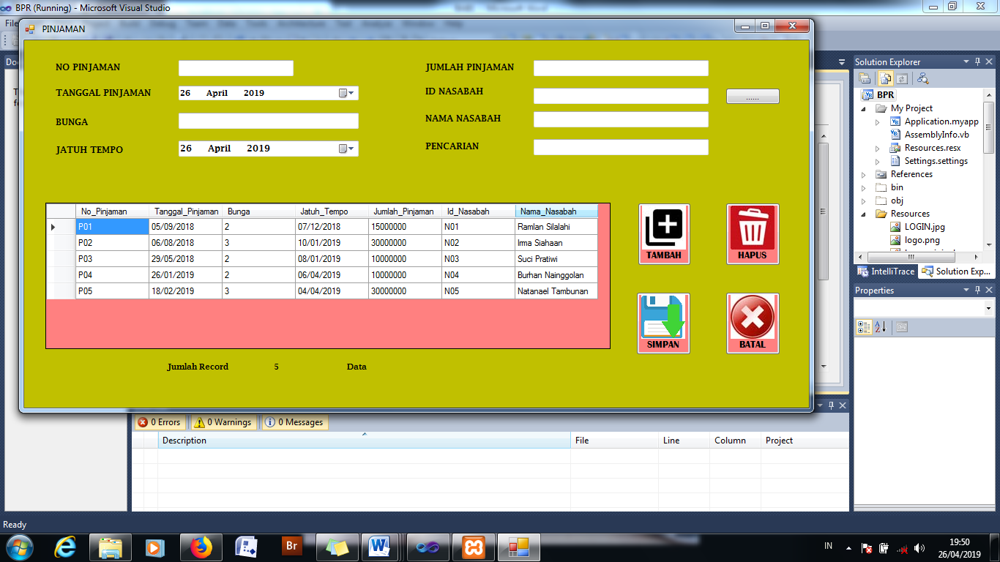 BPR (Running) - Microsoft Visual Studio
File
PINJAMAN
NO PINJAMAN
TANGGAL PINJAMAN 26 April 2019
BUNGA
JATUH TEMPO 26 April 2019
JUMLAH PINJAMAN
ID NASABAH ......
NAMA NASABAH
PENCARIAN
No_Pinjaman Tanggal_Pinjaman Bunga Jatuh_Tempo Jumlah_Pinjaman Id_Nasabah Nama_Nasabah
P01 05/09/2018 2 07/12/2018 15000000 N01 Ramlan Silalahi
P02 06/08/2018 3 10/01/2019 30000000 N02 Irma Siahaan
P03 29/05/2018 2 08/01/2019 10000000 N03 Suci Pratiwi
P04 26/01/2019 2 06/04/2019 10000000 N04 Burhan Nainggolan
P05 18/02/2019 3 04/04/2019 30000000 N05 Natanael Tambunan
TAMBAH
HAPUS
SIMPAN
BATAL
Jumlah Record 5 Data
Solution Explorer
BPR
My Project
Application.myapp
AssemblyInfo.vb
Resources.resx
Settings.settings
References
bin
obj
Resources
LOGIN.jpg
logo.png
IntelliTrace Solution Exp...
Properties
0 Errors 0 Warnings 0 Messages
Description File Line Column Project
Ready
Br
IN
19:50
26/04/2019